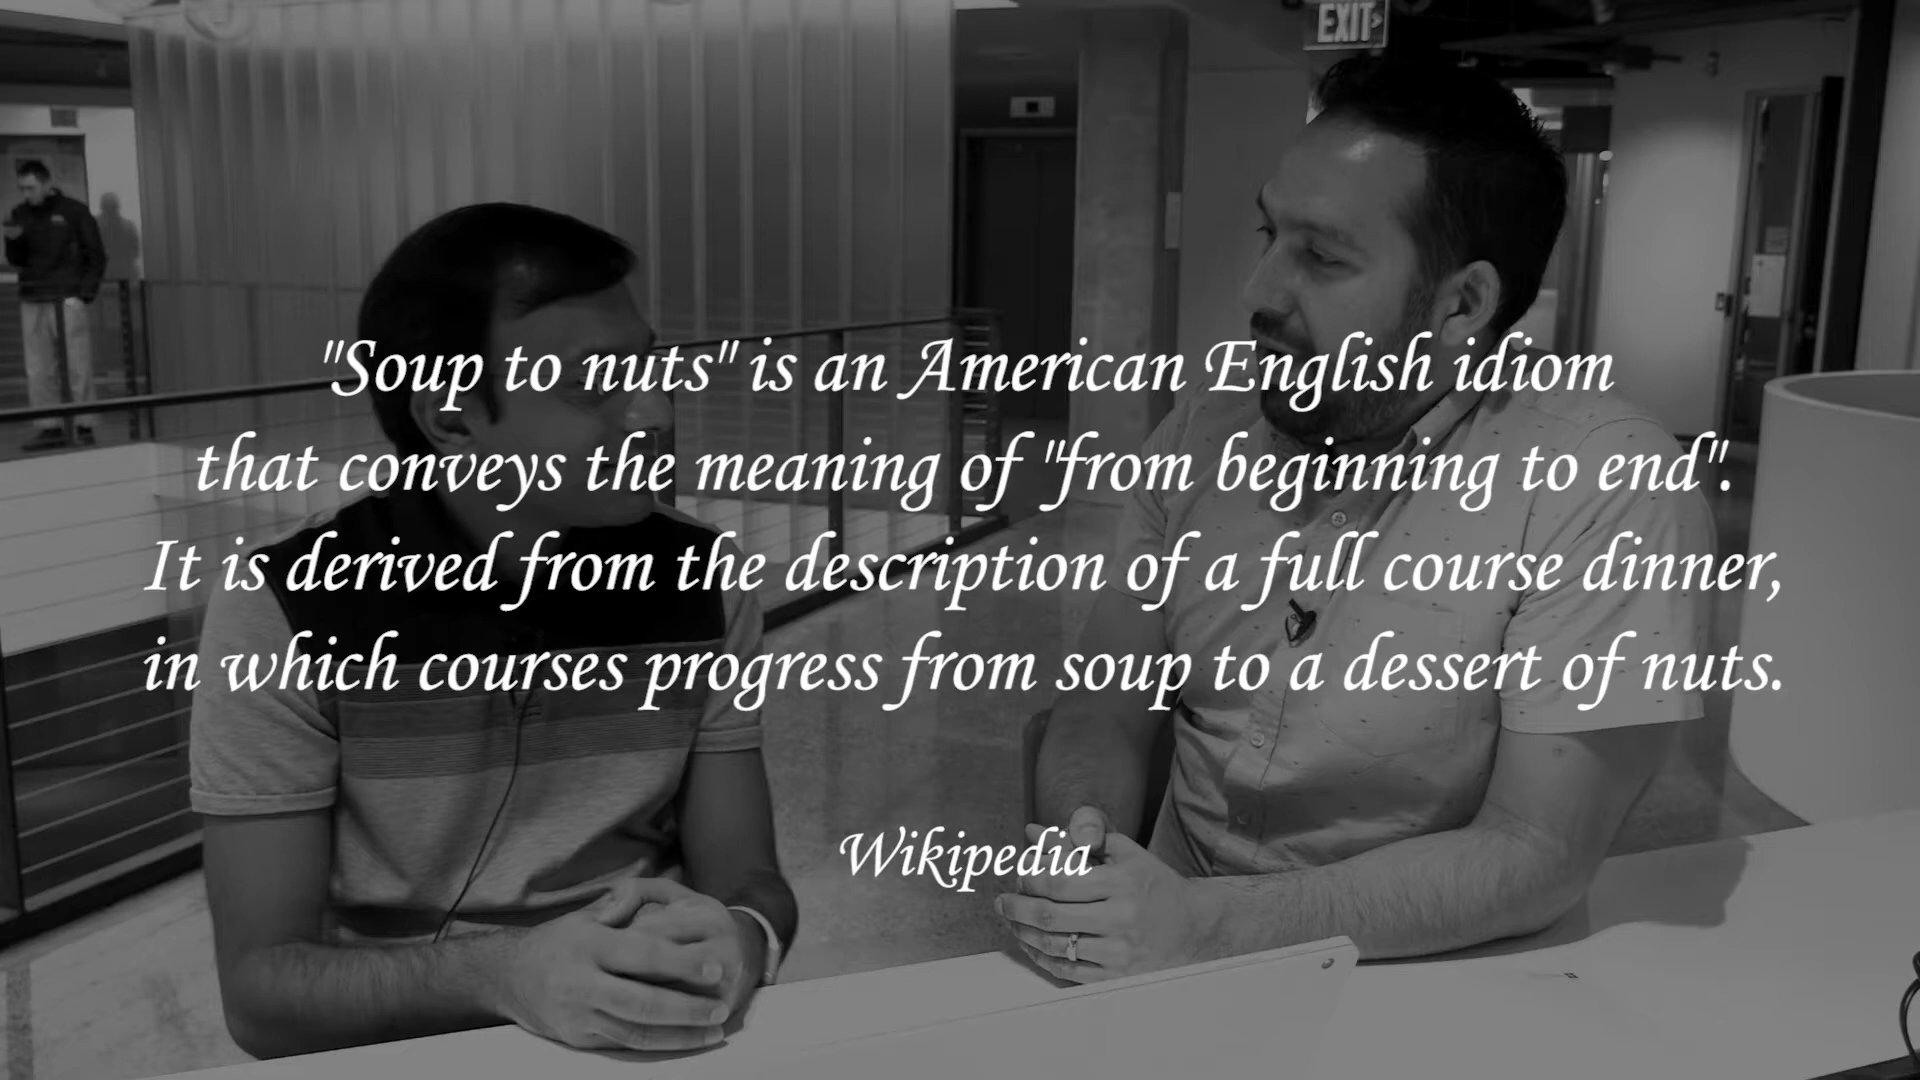 EXIT
"Soup to nuts" is an American English idiom
that conveys the meaning of "from beginning to end".
It is derived from the description of a full course dinner,
in which courses progress from soup to a dessert of nuts.
Wikipedia